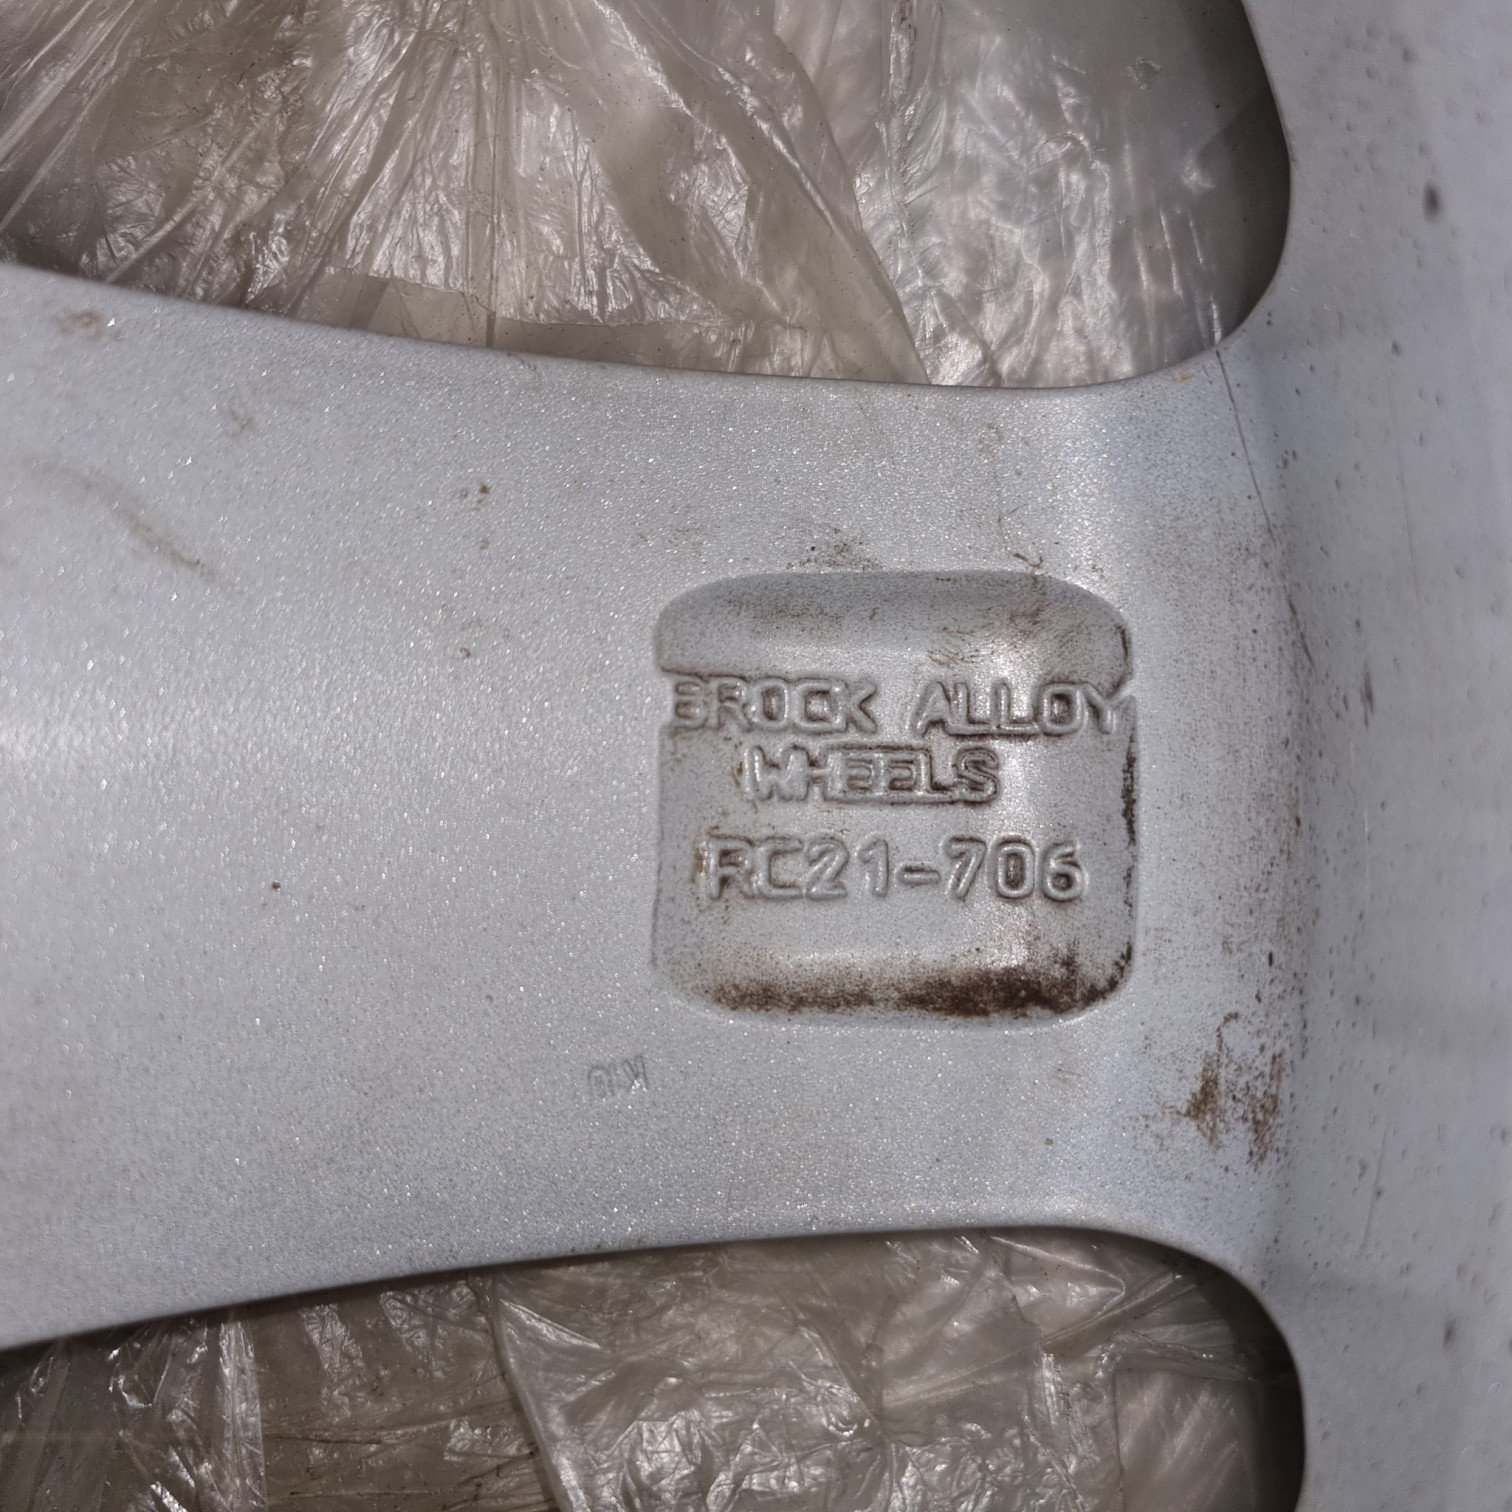 BROCK ALLOY
WHEELS
RC21-706